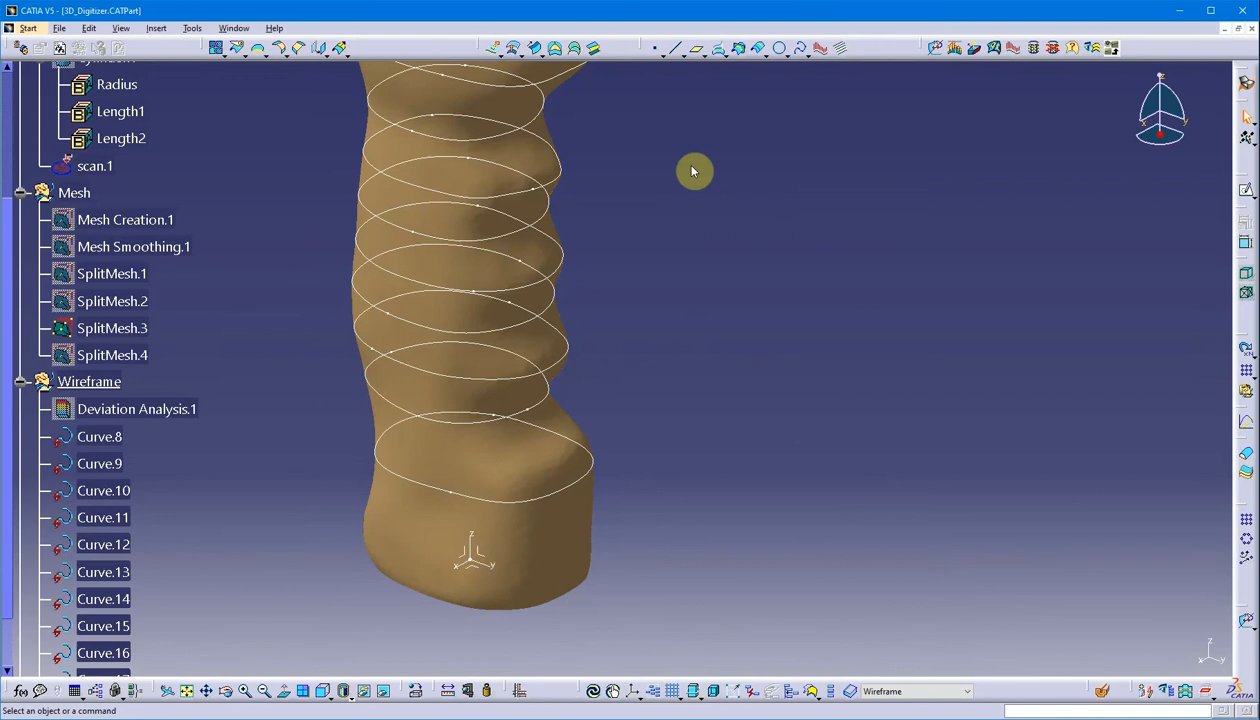 CATIA V5 - [3D_Digitizer.CATPart]
Start File Edit View Insert Tools Window Help
Radius
Length1
Length2
scan.1
Mesh
Mesh Creation.1
Mesh Smoothing.1
SplitMesh.1
SplitMesh.2
SplitMesh.3
SplitMesh.4
Wireframe
Deviation Analysis.1
Curve.8
Curve.9
Curve.10
Curve.11
Curve.12
Curve.13
Curve.14
Curve.15
Curve.16
z
x y
z
x y
z
x y
f(x)
Wireframe
CATIA
Select an object or a command